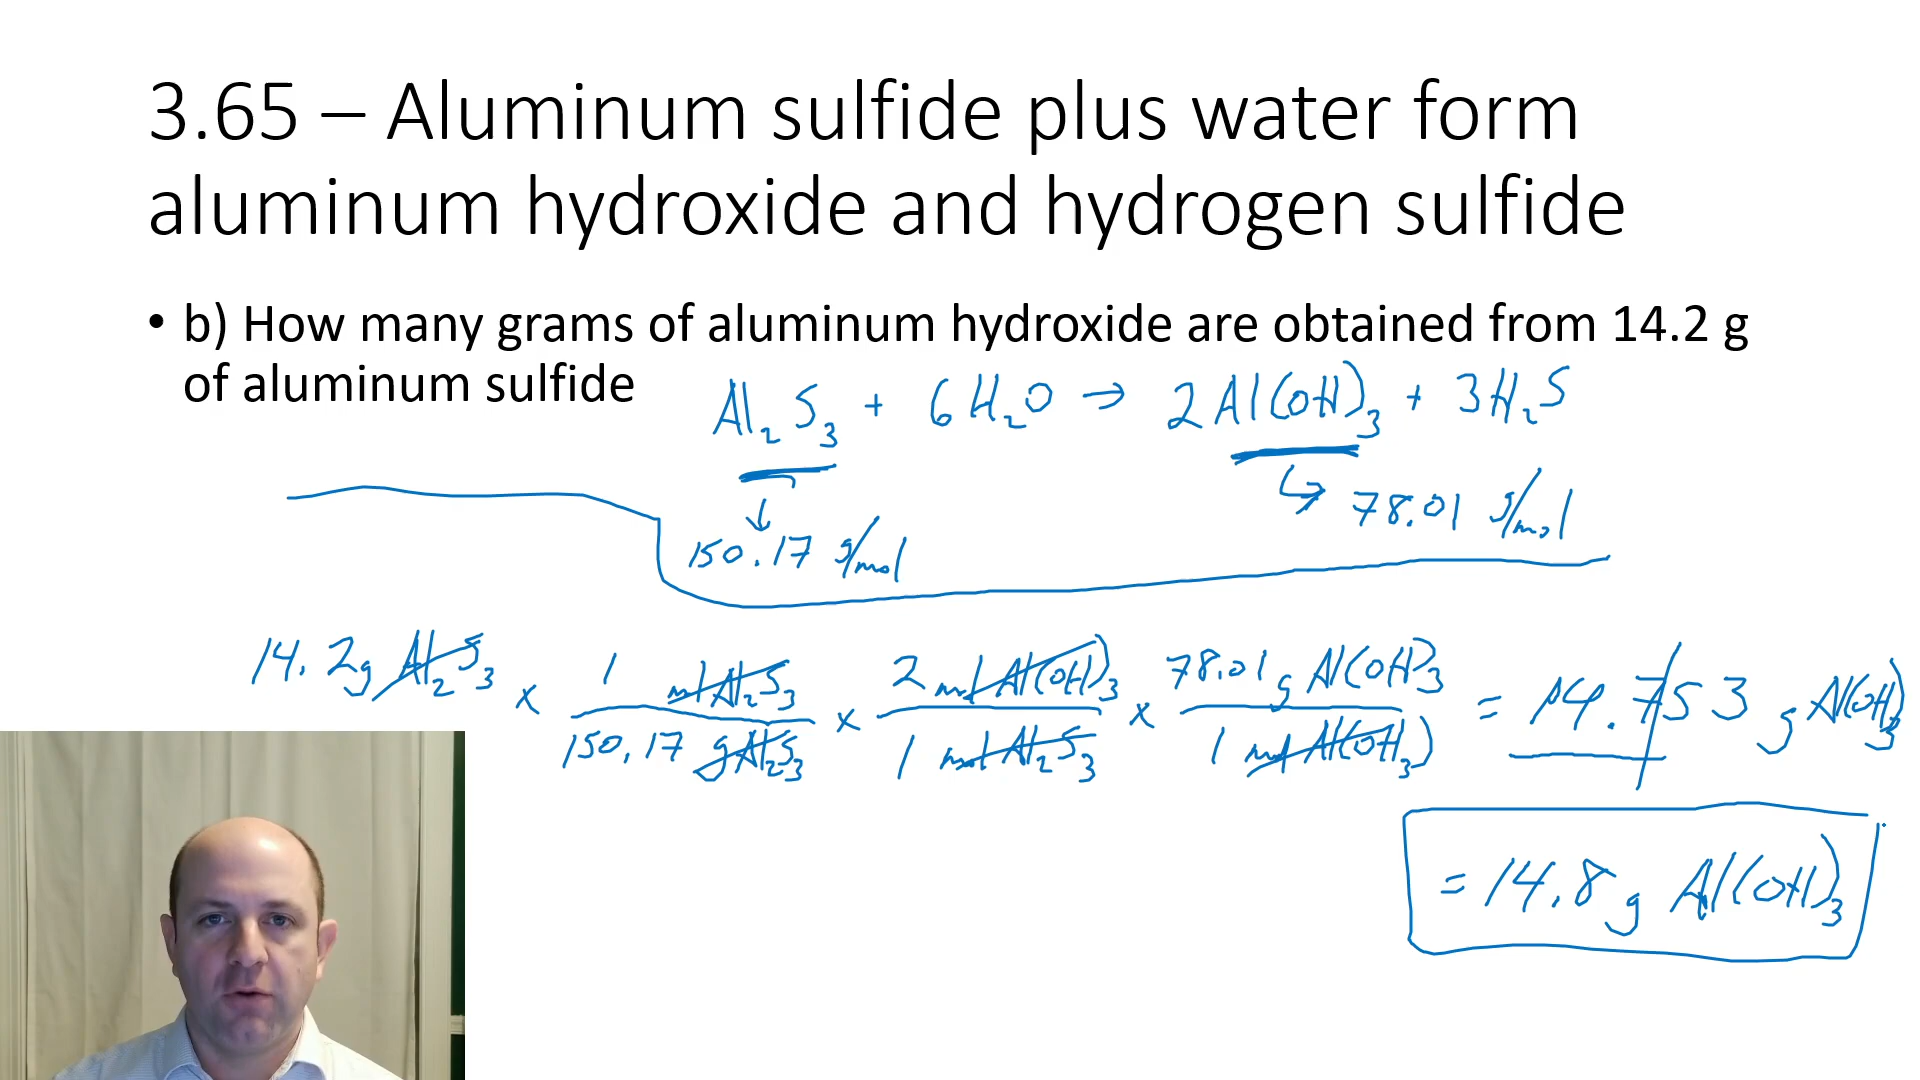 3.65 – Aluminum sulfide plus water form
aluminum hydroxide and hydrogen sulfide
• b) How many grams of aluminum hydroxide are obtained from 14.2 g
of aluminum sulfide
Al₂S₃ + 6H₂O → 2Al(OH)₃ + 3H₂S
↳ 78.01 g/mol
↓
150.17 g/mol
14.2g Al₂S₃ × 1 mol Al₂S₃ / 150.17 g Al₂S₃ × 2 mol Al(OH)₃ / 1 mol Al₂S₃ × 78.01 g Al(OH)₃ / 1 mol Al(OH)₃ = 14.753 g Al(OH)₃
= 14.8 g Al(OH)₃